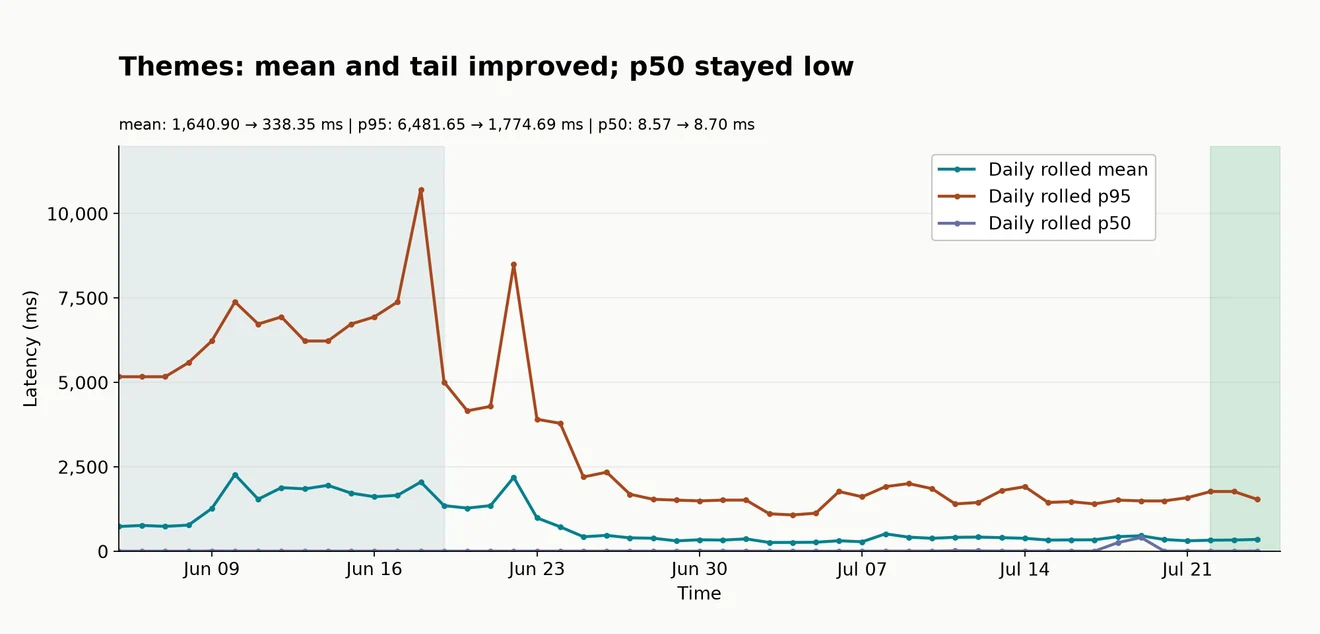 Themes: mean and tail improved; p50 stayed low
mean: 1,640.90 → 338.35 ms | p95: 6,481.65 → 1,774.69 ms | p50: 8.57 → 8.70 ms
Daily rolled mean
Daily rolled p95
Daily rolled p50
Latency (ms)
10,000
7,500
5,000
2,500
0
Jun 09 Jun 16 Jun 23 Jun 30 Jul 07 Jul 14 Jul 21
Time